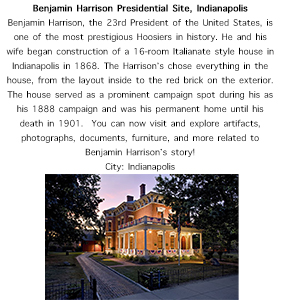 Benjamin Harrison Presidential Site, Indianapolis
Benjamin Harrison, the 23rd President of the United States, is
one of the most prestigious Hoosiers in history. He and his
wife began construction of a 16-room Italianate style house in
Indianapolis in 1868. The Harrison's chose everything in the
house, from the layout inside to the red brick on the exterior.
The house served as a prominent campaign spot during his as
his 1888 campaign and was his permanent home until his
death in 1901. You can now visit and explore artifacts,
photographs, documents, furniture, and more related to
Benjamin Harrison's story!
City: Indianapolis